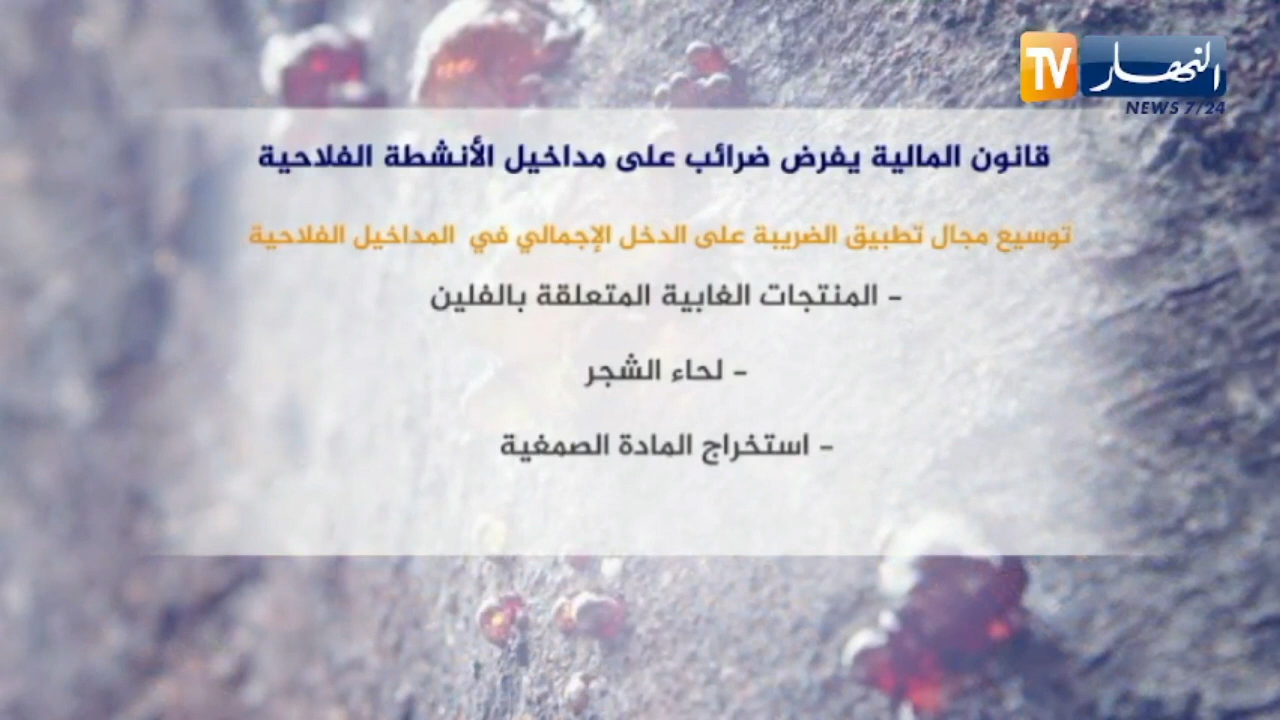 TV النهار
NEWS 7/24
قانون المالية يفرض ضرائب على مداخيل الأنشطة الفلاحية
توسيع مجال تطبيق الضريبة على الدخل الإجمالي في المداخيل الفلاحية
- المنتجات الغابية المتعلقة بالفلين
- لحاء الشجر
- استخراج المادة الصمغية